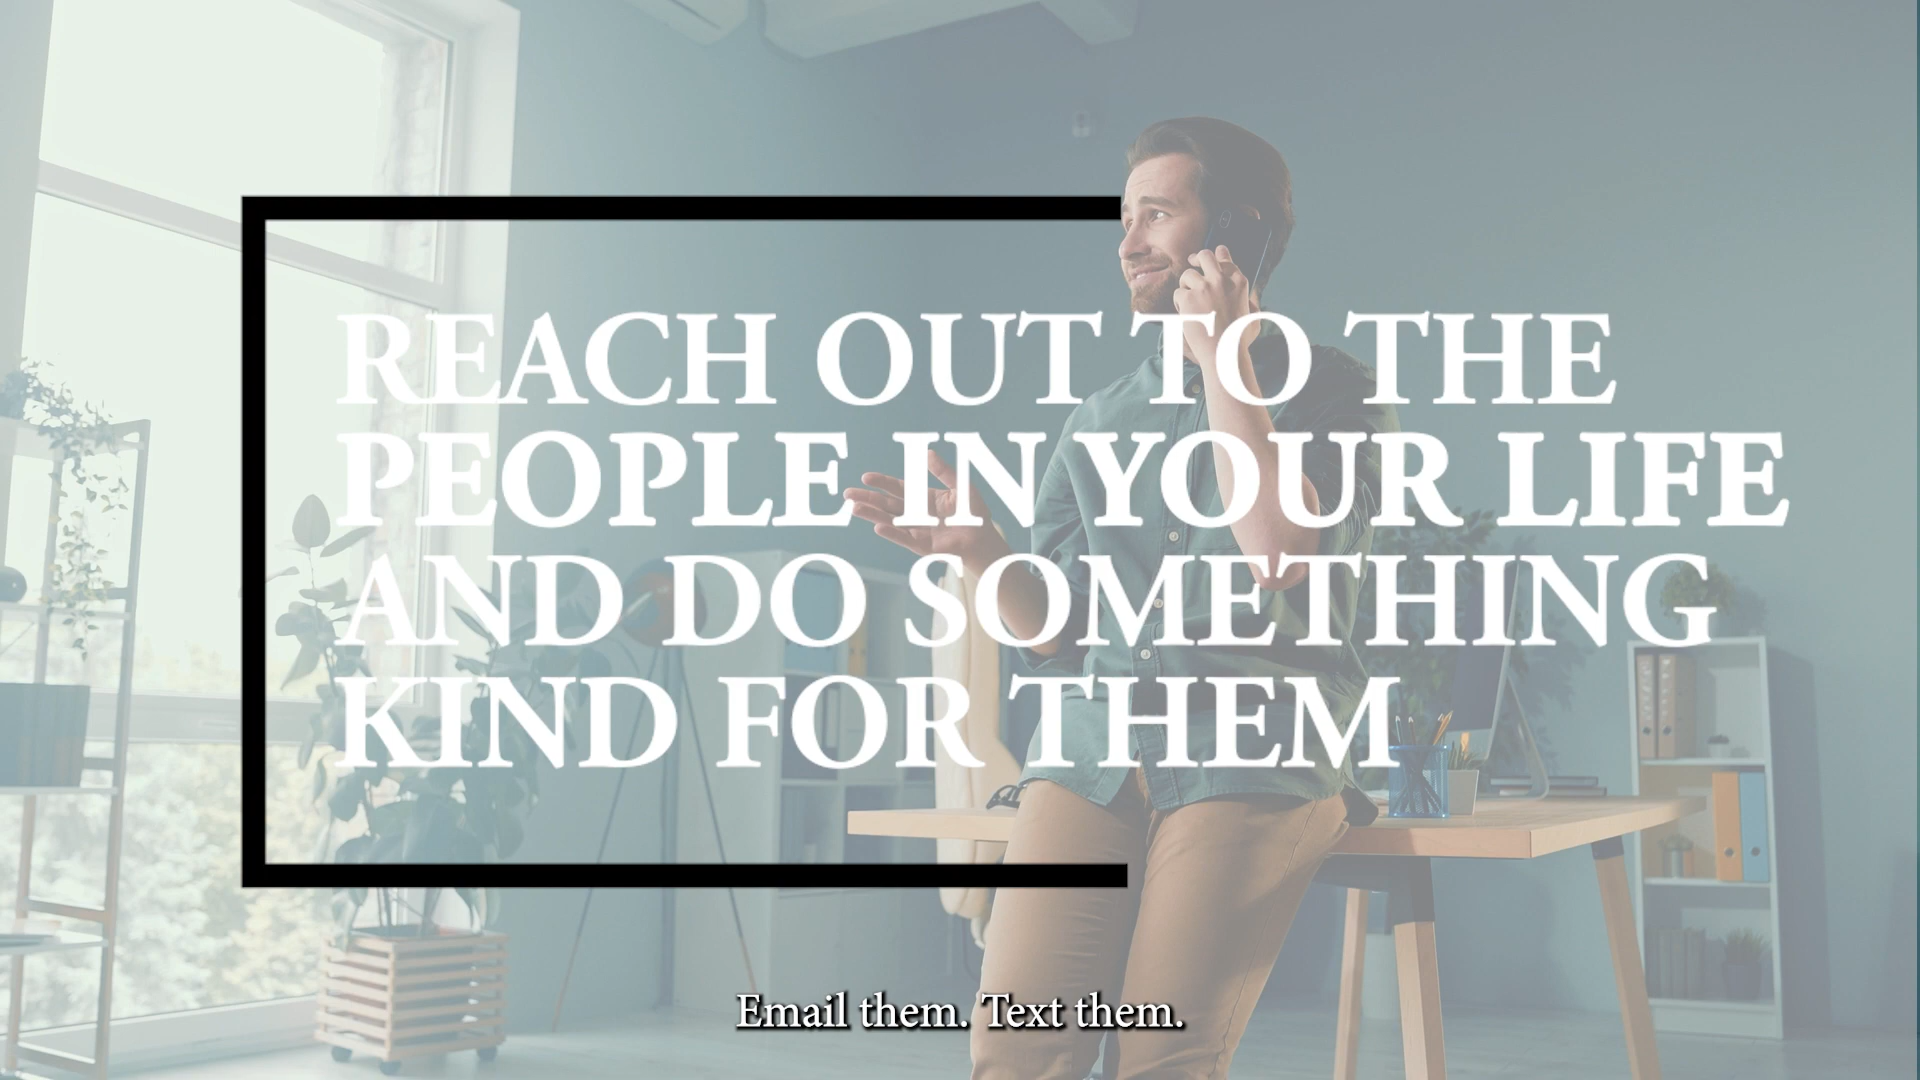 REACH OUT TO THE
PEOPLE IN YOUR LIFE
AND DO SOMETHING
KIND FOR THEM
Email them. Text them.